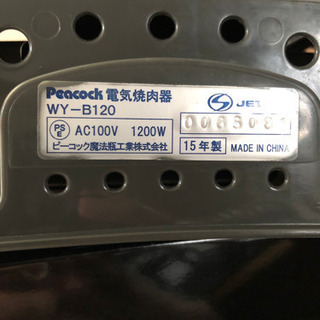 Peacock 電気焼肉器
WY-B120
JET
PS E AC100V 1200W
ピーコック魔法瓶工業株式会社
15年製 MADE IN CHINA